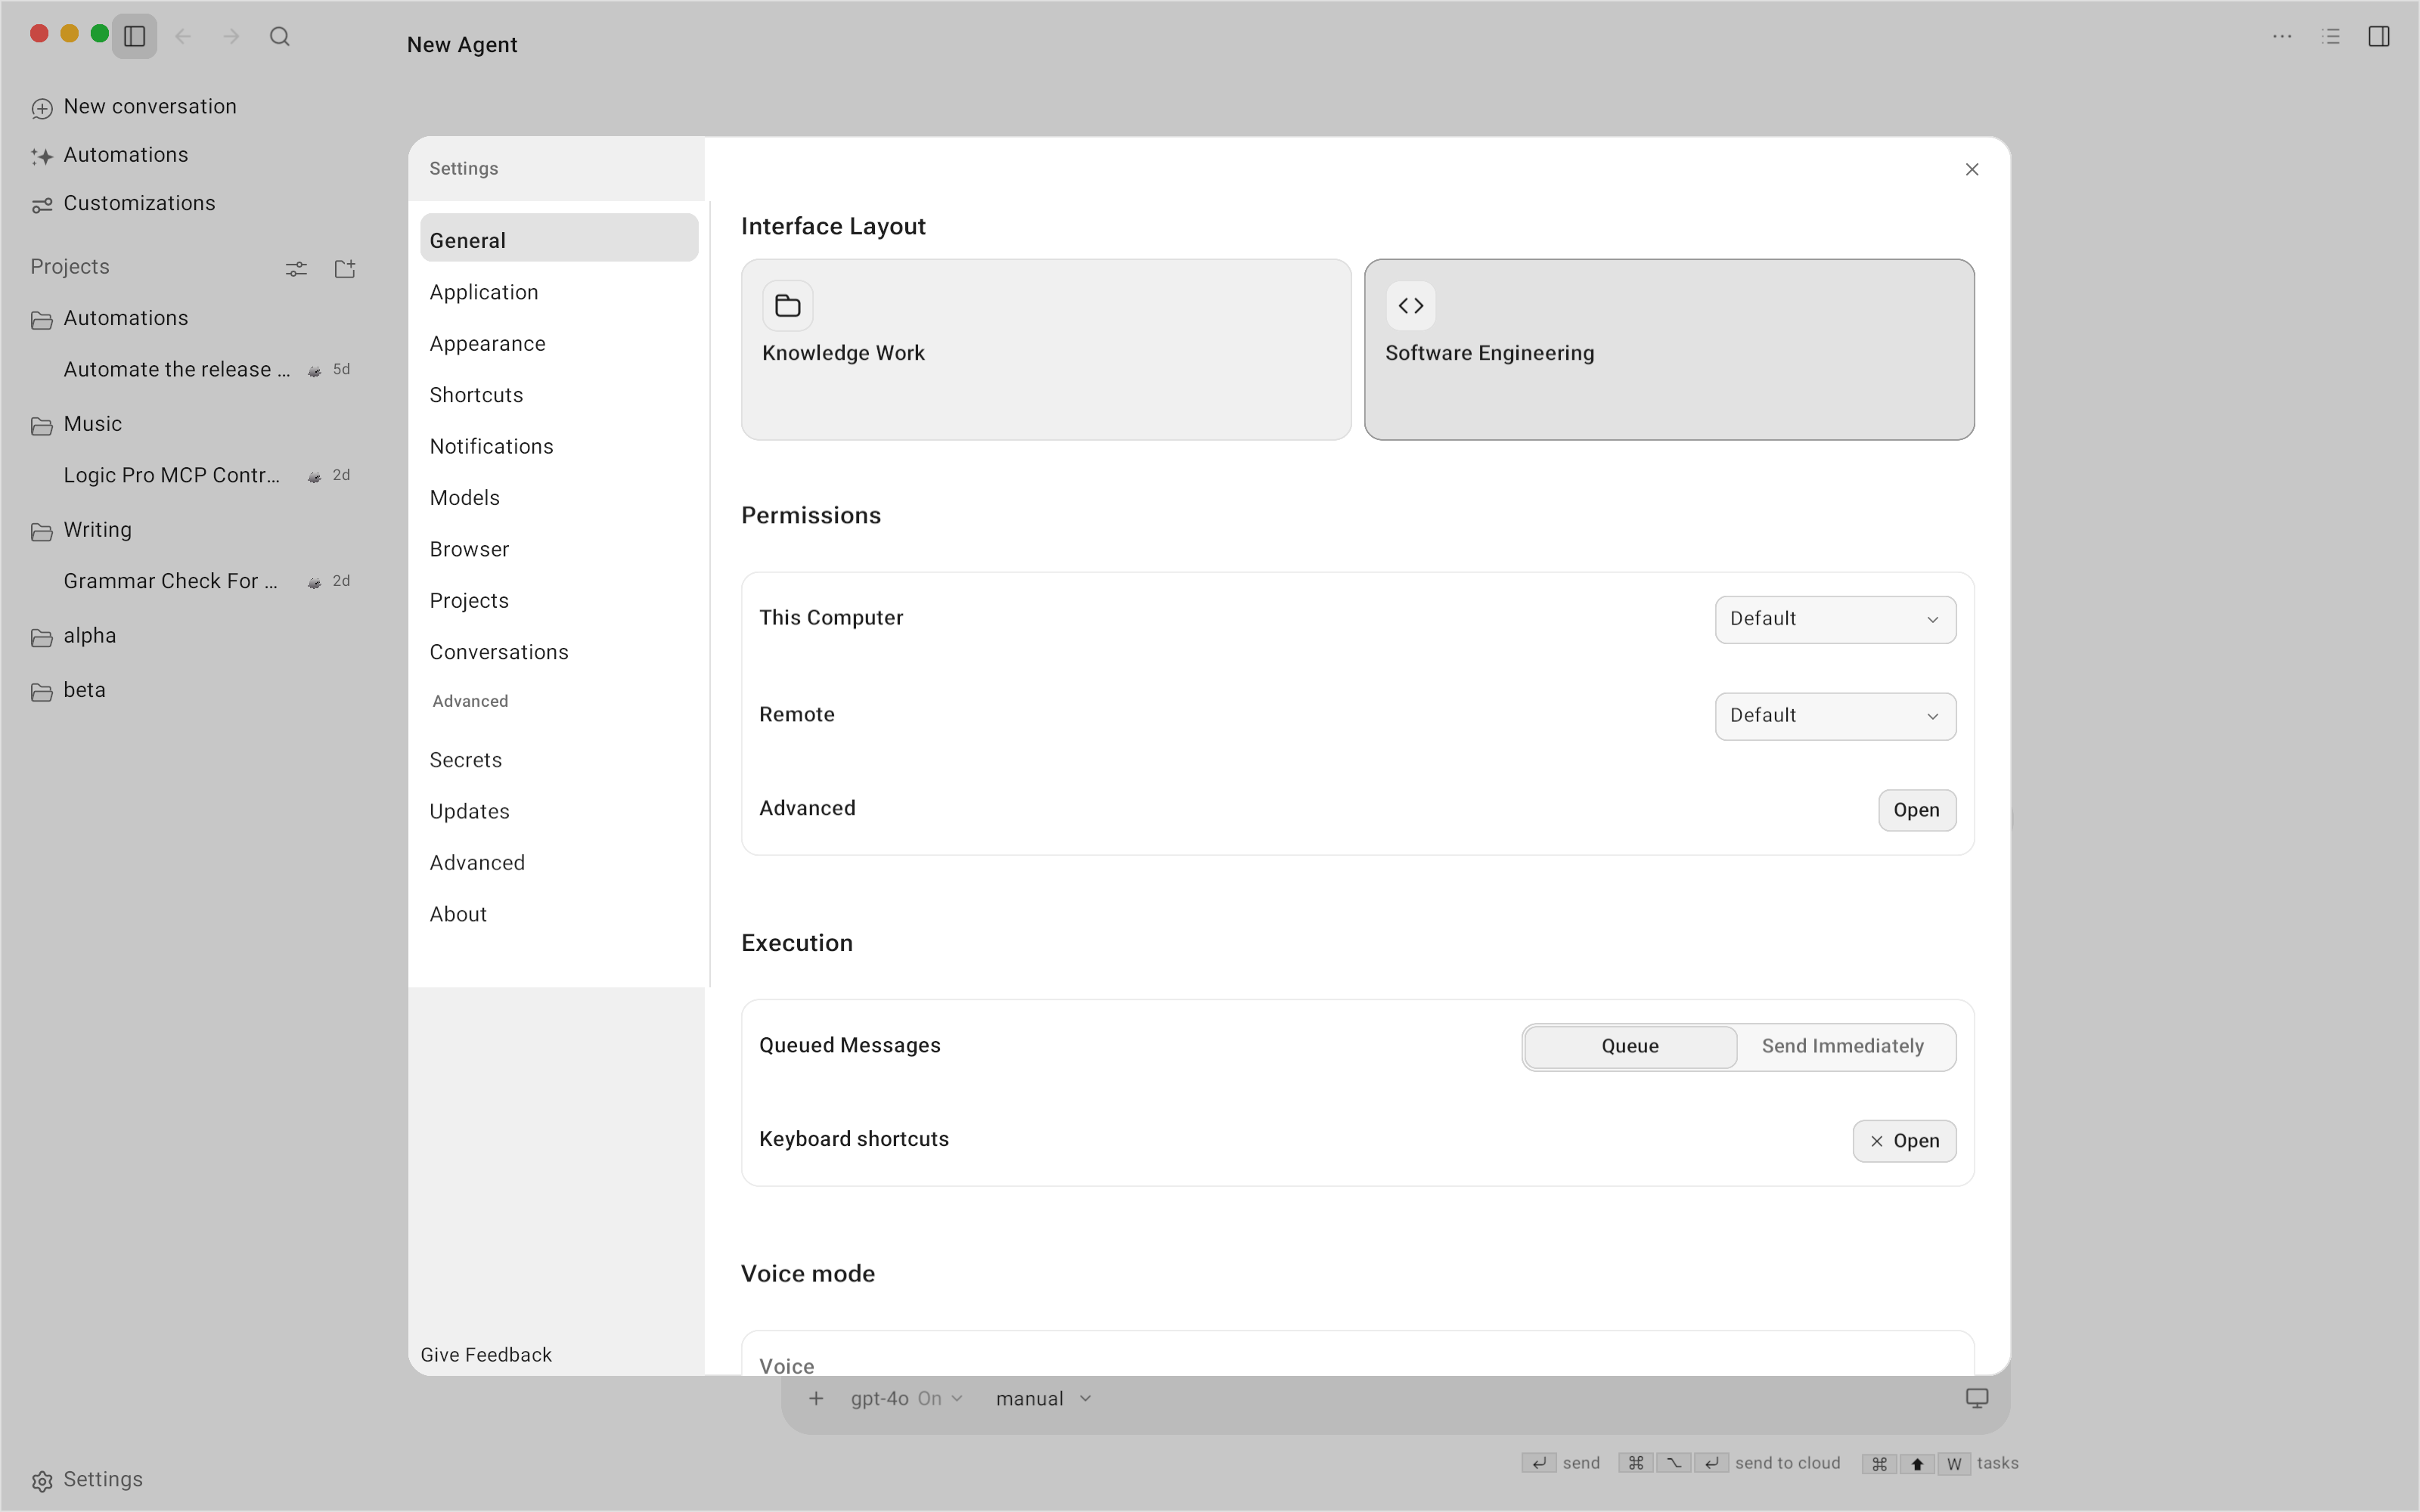 New Agent
New conversation
Automations
Customizations
Projects
Automations
Automate the release ... 5d
Music
Logic Pro MCP Contr... 2d
Writing
Grammar Check For ... 2d
alpha
beta
Settings
Settings
General
Application
Appearance
Shortcuts
Notifications
Models
Browser
Projects
Conversations
Advanced
Secrets
Updates
Advanced
About
Give Feedback
Interface Layout
Knowledge Work
Software Engineering
Permissions
This Computer Default
Remote Default
Advanced Open
Execution
Queued Messages Queue Send Immediately
Keyboard shortcuts Open
Voice mode
Voice
gpt-4o On manual
send ⌘ ⌥ send to cloud ⌘ W tasks